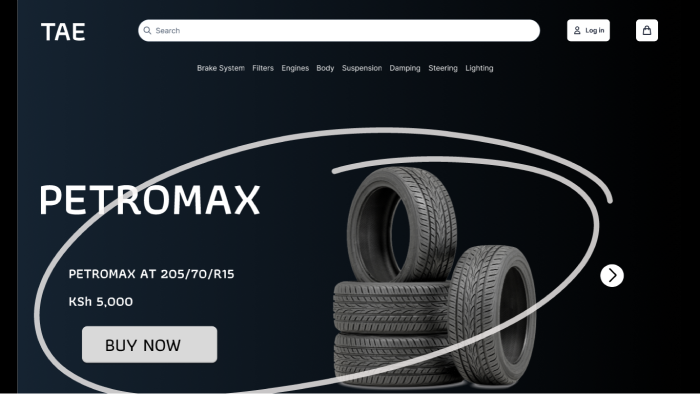 TAE
Search
Log in
Brake System Filters Engines Body Suspension Damping Steering Lighting
PETROMAX
PETROMAX AT 205/70/R15
KSh 5,000
BUY NOW